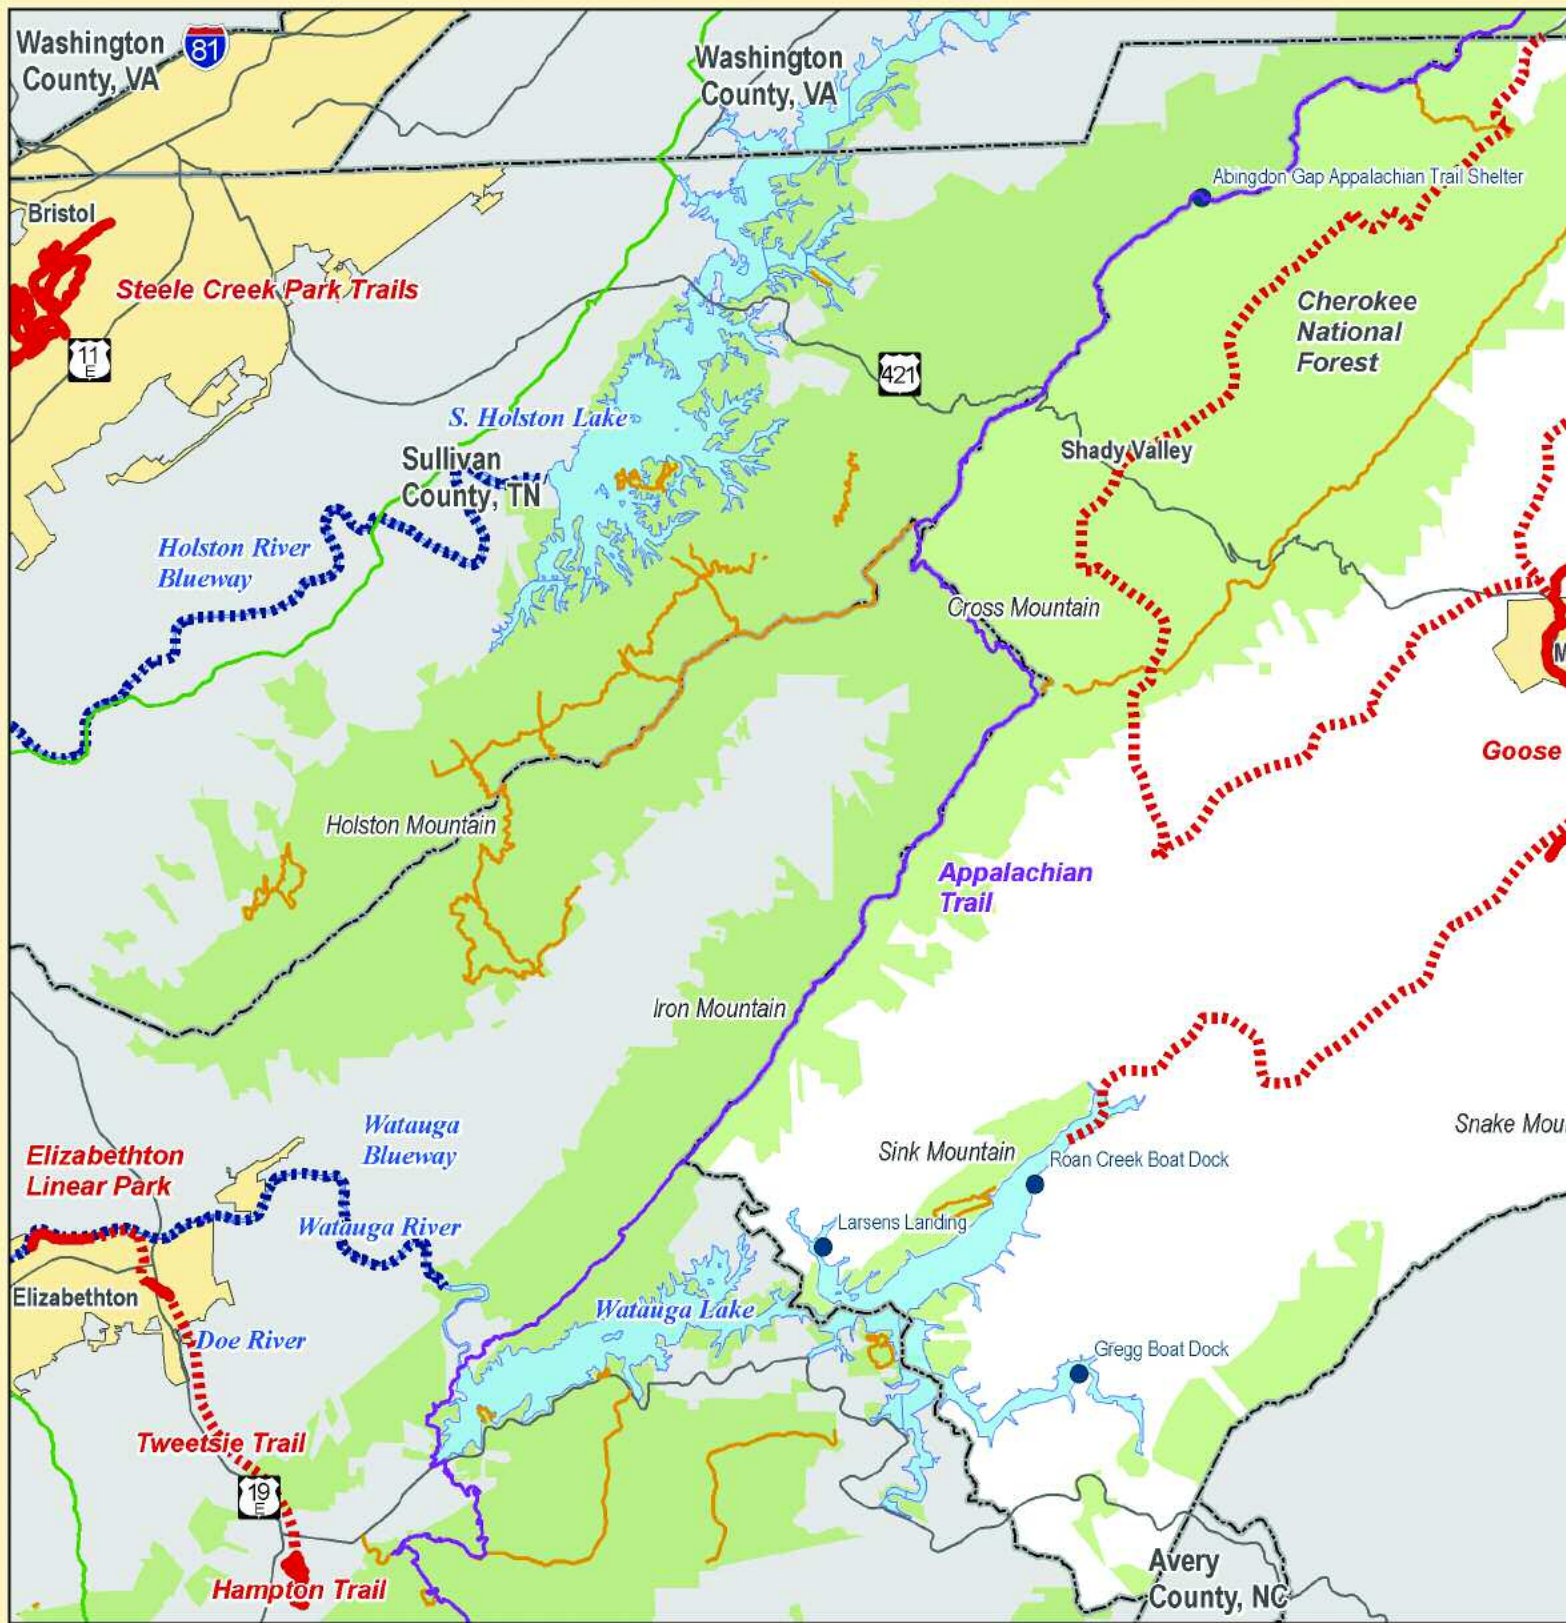 Washington
County, VA
81
Washington
County, VA
Abingdon Gap Appalachian Trail Shelter
Bristol
Steele Creek Park Trails
Cherokee
National
Forest
11
E
421
S. Holston Lake
Shady Valley
Sullivan
County, TN
Holston River
Blueway
Cross Mountain
M
Goose
Holston Mountain
Appalachian
Trail
Iron Mountain
Watauga
Blueway
Snake Mou
Elizabethton
Linear Park
Sink Mountain
Roan Creek Boat Dock
Watauga River
Larsens Landing
Elizabethton
Watauga Lake
Doe River
Gregg Boat Dock
Tweetsie Trail
19
E
Avery
County, NC
Hampton Trail